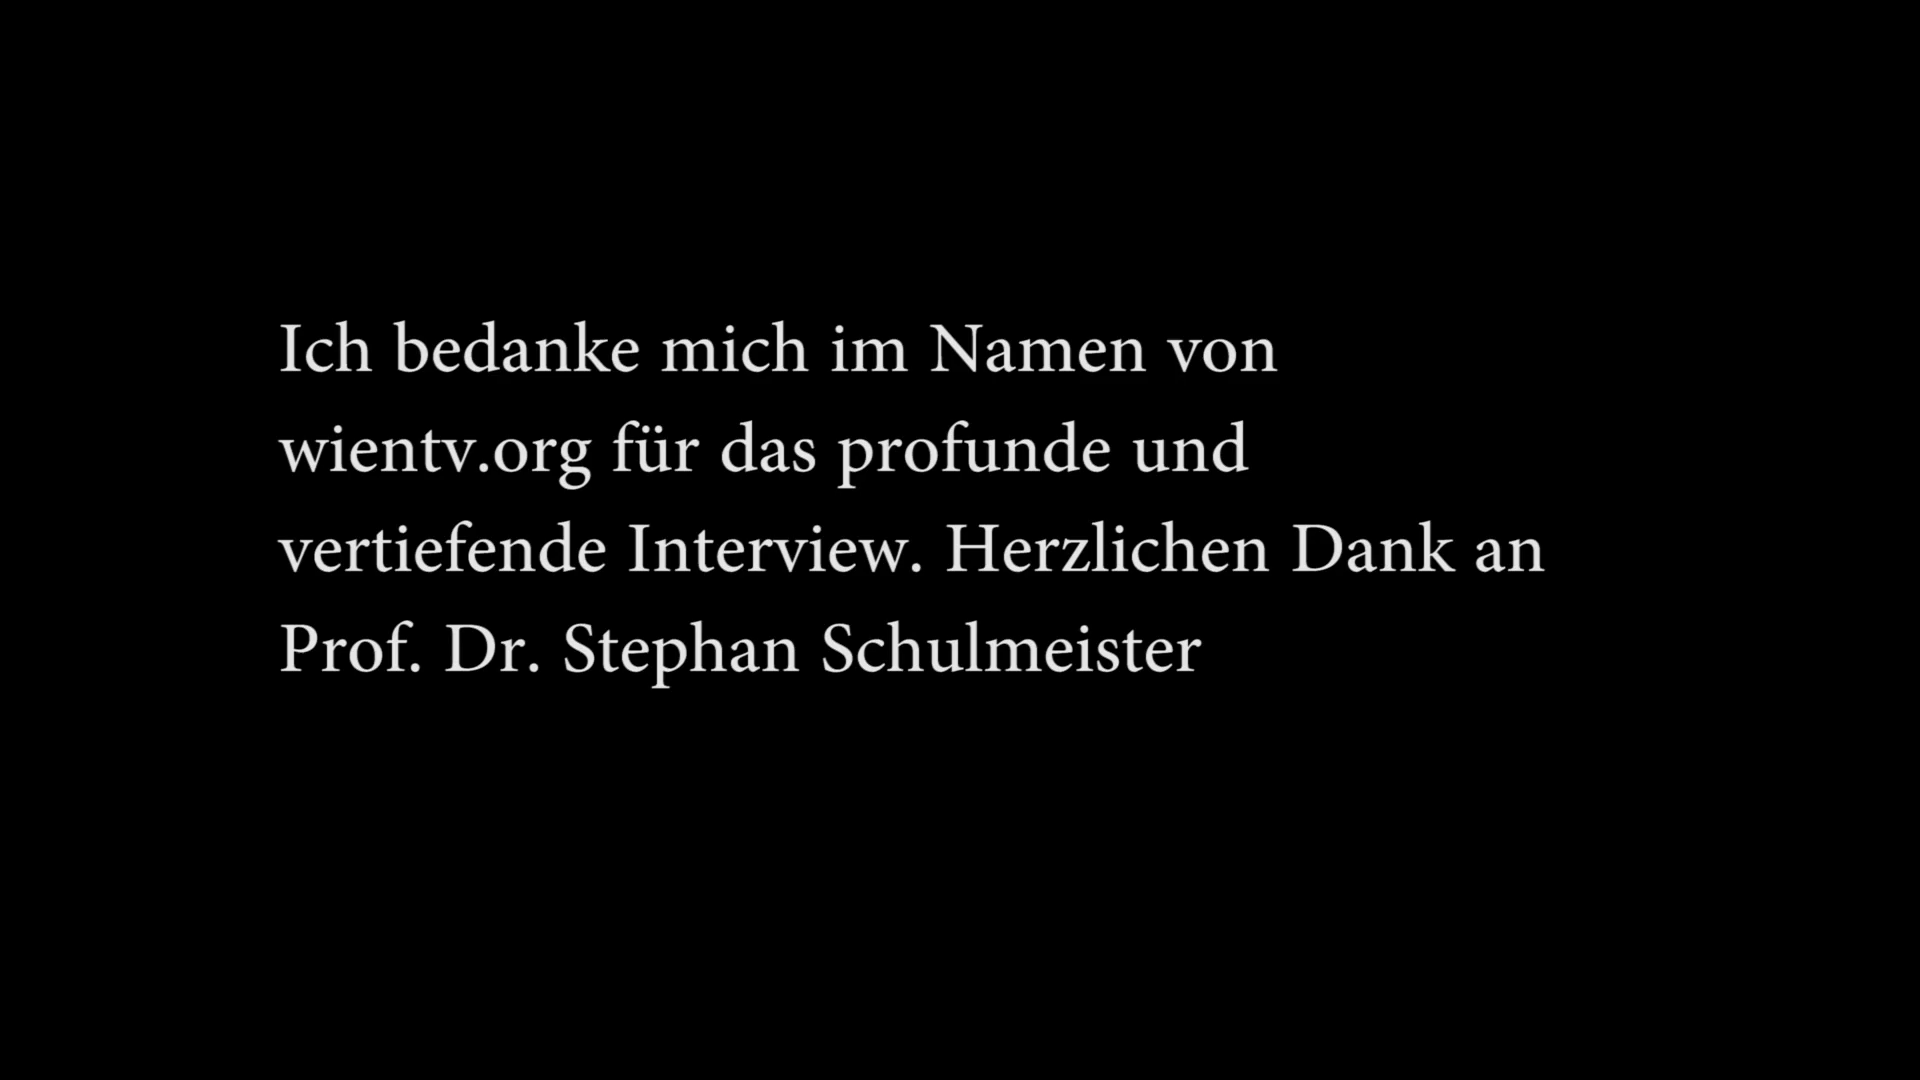 Ich bedanke mich im Namen von
wientv.org für das profunde und
vertiefende Interview. Herzlichen Dank an
Prof. Dr. Stephan Schulmeister